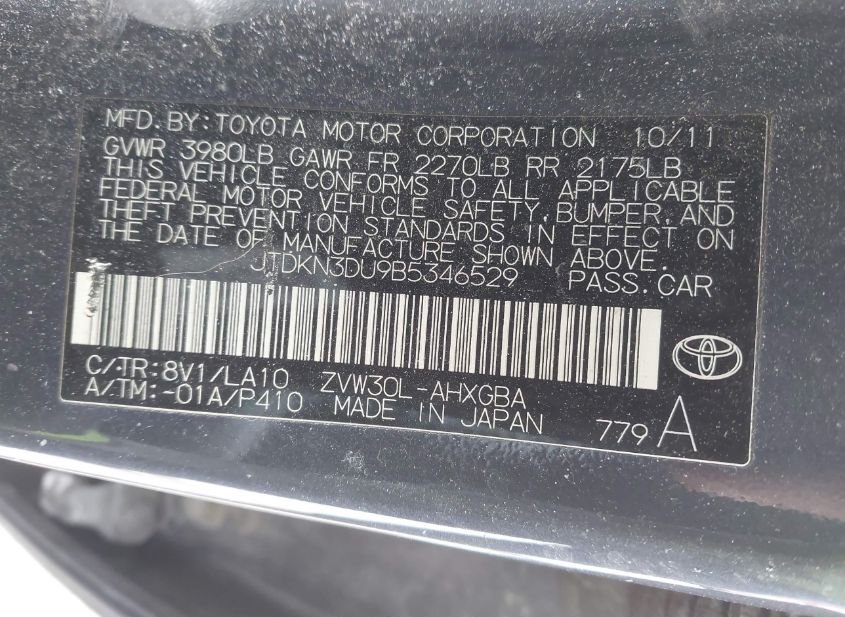 MFD. BY: TOYOTA MOTOR CORPORATION 10/11
GVWR 3980LB GAWR FR 2270LB RR 2175LB
THIS VEHICLE CONFORMS TO ALL APPLICABLE
FEDERAL MOTOR VEHICLE SAFETY, BUMPER, AND
THEFT PREVENTION STANDARDS IN EFFECT ON
THE DATE OF MANUFACTURE SHOWN ABOVE.
JTDKN3DU9B5346529 PASS. CAR
C/TR: 8V1/LA10 ZVW30L-AHXGBA
A/TM: -01A/P410 MADE IN JAPAN 779 A